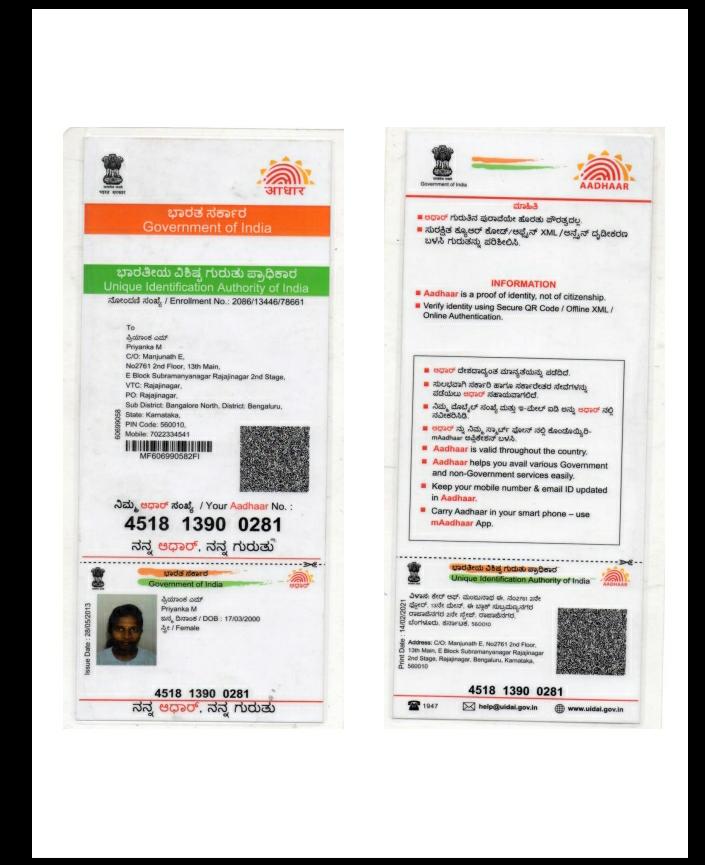 भारत सरकार
आधार
ಭಾರತ ಸರ್ಕಾರ
Government of India
ಭಾರತೀಯ ವಿಶಿಷ್ಟ ಗುರುತು ಪ್ರಾಧಿಕಾರ
Unique Identification Authority of India
ನೋಂದಣಿ ಸಂಖ್ಯೆ / Enrollment No.: 2086/13446/78661
To
ಪ್ರಿಯಾಂಕ ಎಮ್
Priyanka M
C/O: Manjunath E,
No2761 2nd Floor, 13th Main,
E Block Subramanyanagar Rajajinagar 2nd Stage,
VTC: Rajajinagar,
PO: Rajajinagar,
Sub District: Bangalore North, District: Bengaluru,
State: Karnataka,
PIN Code: 560010,
Mobile: 7022334541
60699058
MF606990582FI
ನಿಮ್ಮ ಆಧಾರ್ ಸಂಖ್ಯೆ / Your Aadhaar No. :
4518 1390 0281
ನನ್ನ ಆಧಾರ್, ನನ್ನ ಗುರುತು
ಭಾರತ ಸರ್ಕಾರ
Government of India
ಆಧಾರ್
Issue Date : 28/05/2013
ಪ್ರಿಯಾಂಕ ಎಮ್
Priyanka M
ಜನ್ಮ ದಿನಾಂಕ / DOB : 17/03/2000
ಸ್ತ್ರೀ / Female
4518 1390 0281
ನನ್ನ ಆಧಾರ್, ನನ್ನ ಗುರುತು
Government of India
AADHAAR
ಮಾಹಿತಿ
ಆಧಾರ್ ಗುರುತಿನ ಪುರಾವೆಯೇ ಹೊರತು ಪೌರತ್ವದಲ್ಲ.
ಸುರಕ್ಷಿತ ಕ್ಯೂಆರ್ ಕೋಡ್/ಆಫ್ಲೈನ್ XML /ಆನ್ಲೈನ್ ದೃಢೀಕರಣ
ಬಳಸಿ ಗುರುತನ್ನು ಪರಿಶೀಲಿಸಿ.
INFORMATION
Aadhaar is a proof of identity, not of citizenship.
Verify identity using Secure QR Code / Offline XML /
Online Authentication.
ಆಧಾರ್ ದೇಶದಾದ್ಯಂತ ಮಾನ್ಯತೆಯನ್ನು ಪಡೆದಿದೆ.
ಸುಲಭವಾಗಿ ಸರ್ಕಾರಿ ಹಾಗೂ ಸರ್ಕಾರೇತರ ಸೇವೆಗಳನ್ನು
ಪಡೆಯಲು ಆಧಾರ್ ಸಹಾಯವಾಗಲಿದೆ.
ನಿಮ್ಮ ಮೊಬೈಲ್ ಸಂಖ್ಯೆ ಮತ್ತು ಇ-ಮೇಲ್ ಐಡಿ ಅನ್ನು ಆಧಾರ್ ನಲ್ಲಿ
ನವೀಕರಿಸಿಡಿ.
ಆಧಾರ್ ನ್ನು ನಿಮ್ಮ ಸ್ಮಾರ್ಟ್ ಫೋನ್ ನಲ್ಲಿ ಕೊಂಡೊಯ್ಯಿರಿ-
mAadhaar ಅಪ್ಲಿಕೇಶನ್ ಬಳಸಿ.
Aadhaar is valid throughout the country.
Aadhaar helps you avail various Government
and non-Government services easily.
Keep your mobile number & email ID updated
in Aadhaar.
Carry Aadhaar in your smart phone – use
mAadhaar App.
ಭಾರತೀಯ ವಿಶಿಷ್ಟ ಗುರುತು ಪ್ರಾಧಿಕಾರ
Unique Identification Authority of India
AADHAAR
Print Date : 14/02/2021
ವಿಳಾಸ: ಕೇರ್ ಆಫ್: ಮಂಜುನಾಥ ಈ, ನಂ2761 2ನೇ
ಫ್ಲೋರ್, 13ನೇ ಮೇನ್, ಈ ಬ್ಲಾಕ್ ಸುಬ್ರಮಣ್ಯನಗರ
ರಾಜಾಜಿನಗರ 2ನೇ ಸ್ಟೇಜ್, ರಾಜಾಜಿನಗರ,
ಬೆಂಗಳೂರು, ಕರ್ನಾಟಕ, 560010
Address: C/O: Manjunath E, No2761 2nd Floor,
13th Main, E Block Subramanyanagar Rajajinagar
2nd Stage, Rajajinagar, Bengaluru, Karnataka,
560010
4518 1390 0281
1947
help@uidai.gov.in
www.uidai.gov.in